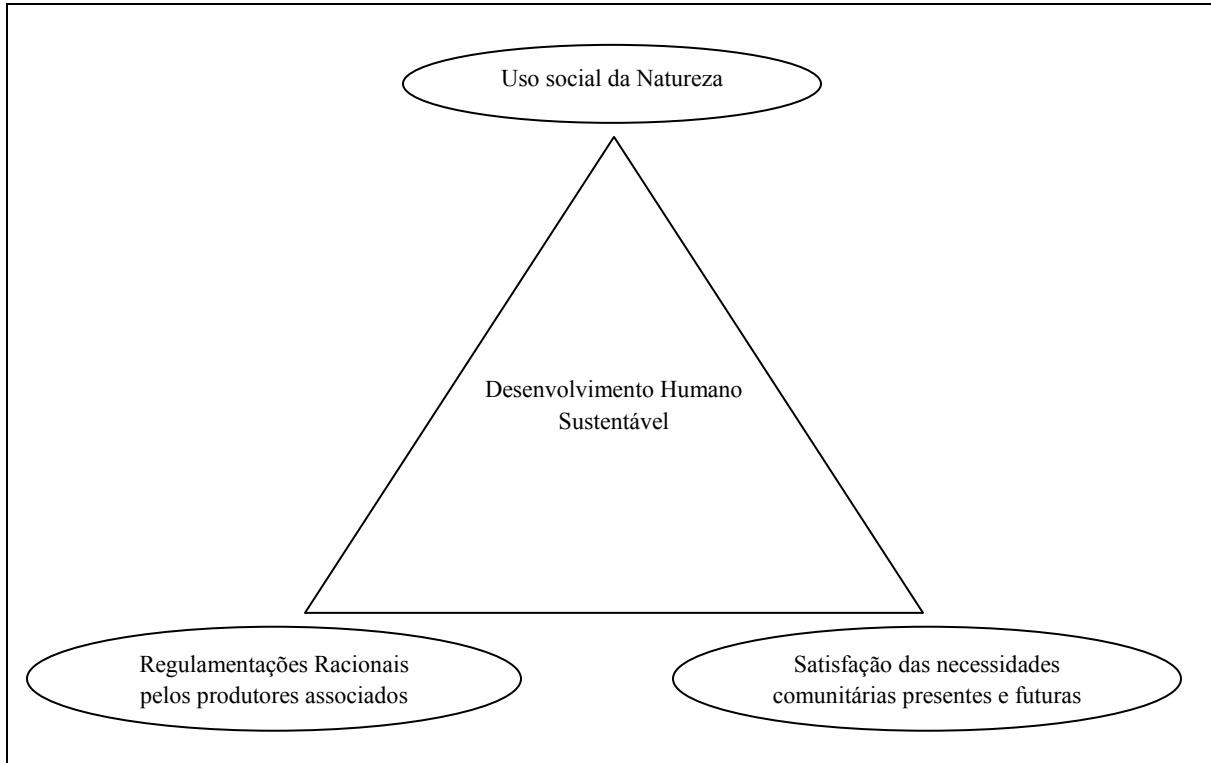 Uso social da Natureza
Desenvolvimento Humano
Sustentável
Regulamentações Racionais
pelos produtores associados
Satisfação das necessidades
comunitárias presentes e futuras